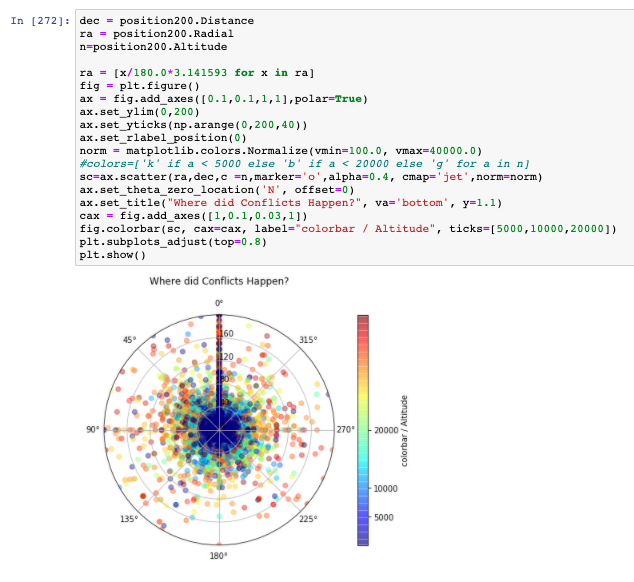 In [272]:
dec = position200.Distance
ra = position200.Radial
n=position200.Altitude
ra = [x/180.0*3.141593 for x in ra]
fig = plt.figure()
ax = fig.add_axes([0.1,0.1,1,1],polar=True)
ax.set_ylim(0,200)
ax.set_yticks(np.arange(0,200,40))
ax.set_rlabel_position(0)
norm = matplotlib.colors.Normalize(vmin=100.0, vmax=40000.0)
#colors=['k' if a < 5000 else 'b' if a < 20000 else 'g' for a in n]
sc=ax.scatter(ra,dec,c =n,marker='o',alpha=0.4, cmap='jet',norm=norm)
ax.set_theta_zero_location('N', offset=0)
ax.set_title("Where did Conflicts Happen?", va='bottom', y=1.1)
cax = fig.add_axes([1,0.1,0.03,1])
fig.colorbar(sc, cax=cax, label="colorbar / Altitude", ticks=[5000,10000,20000])
plt.subplots_adjust(top=0.8)
plt.show()
Where did Conflicts Happen?
0°
45°
315°
160
120
90°
270°
135°
225°
180°
20000
10000
5000
colorbar / Altitude